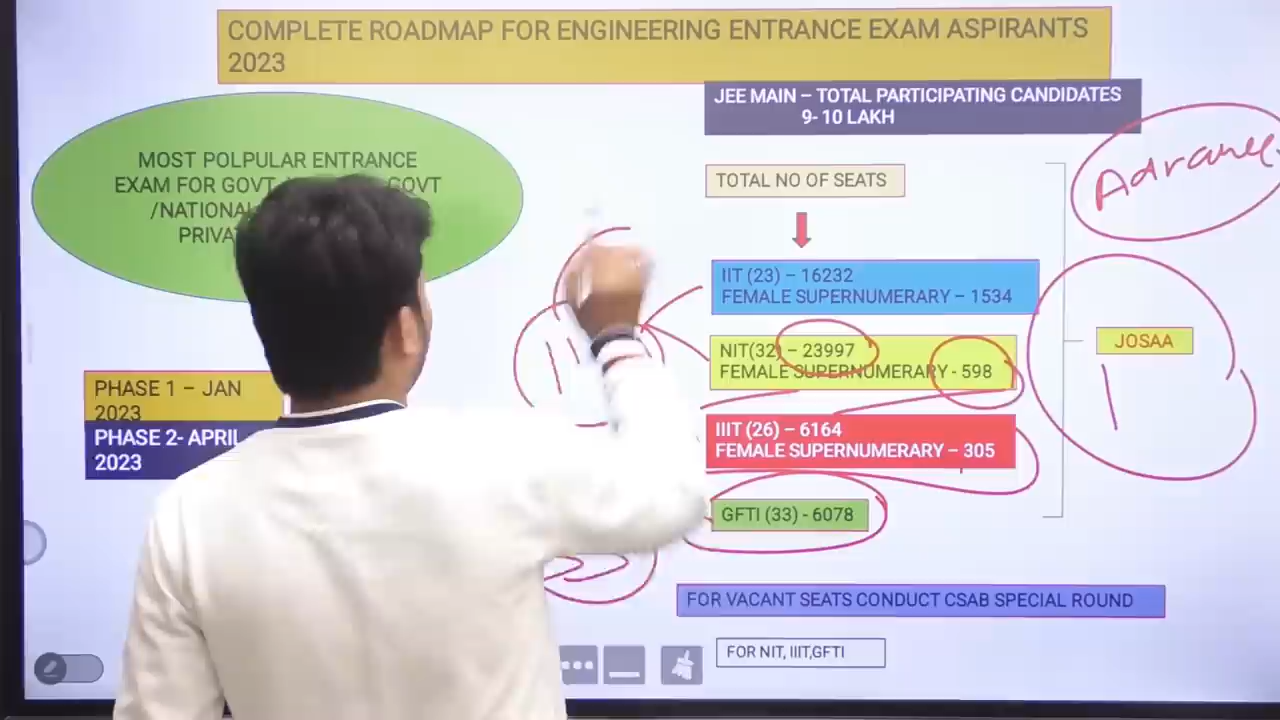 COMPLETE ROADMAP FOR ENGINEERING ENTRANCE EXAM ASPIRANTS
2023
JEE MAIN – TOTAL PARTICIPATING CANDIDATES
9- 10 LAKH
MOST POLPULAR ENTRANCE
EXAM FOR GOVT GOVT
/NATIONAL
TOTAL NO OF SEATS
IIT (23) – 16232
FEMALE SUPERNUMERARY – 1534
NIT(32) – 23997
FEMALE SUPERNUMERARY - 598
JOSAA
PHASE 1 – JAN
2023
PHASE 2- APRIL
2023
IIIT (26) – 6164
FEMALE SUPERNUMERARY – 305
GFTI (33) - 6078
FOR VACANT SEATS CONDUCT CSAB SPECIAL ROUND
FOR NIT, IIIT,GFTI